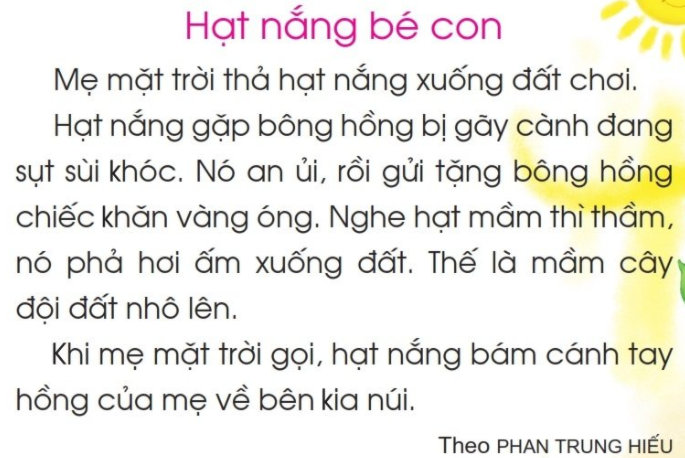 Hạt nắng bé con
Mẹ mặt trời thả hạt nắng xuống đất chơi.
Hạt nắng gặp bông hồng bị gãy cành đang
sụt sùi khóc. Nó an ủi, rồi gửi tặng bông hồng
chiếc khăn vàng óng. Nghe hạt mầm thì thầm,
nó phả hơi ấm xuống đất. Thế là mầm cây
đội đất nhô lên.
Khi mẹ mặt trời gọi, hạt nắng bám cánh tay
hồng của mẹ về bên kia núi.
Theo PHAN TRUNG HIẾU